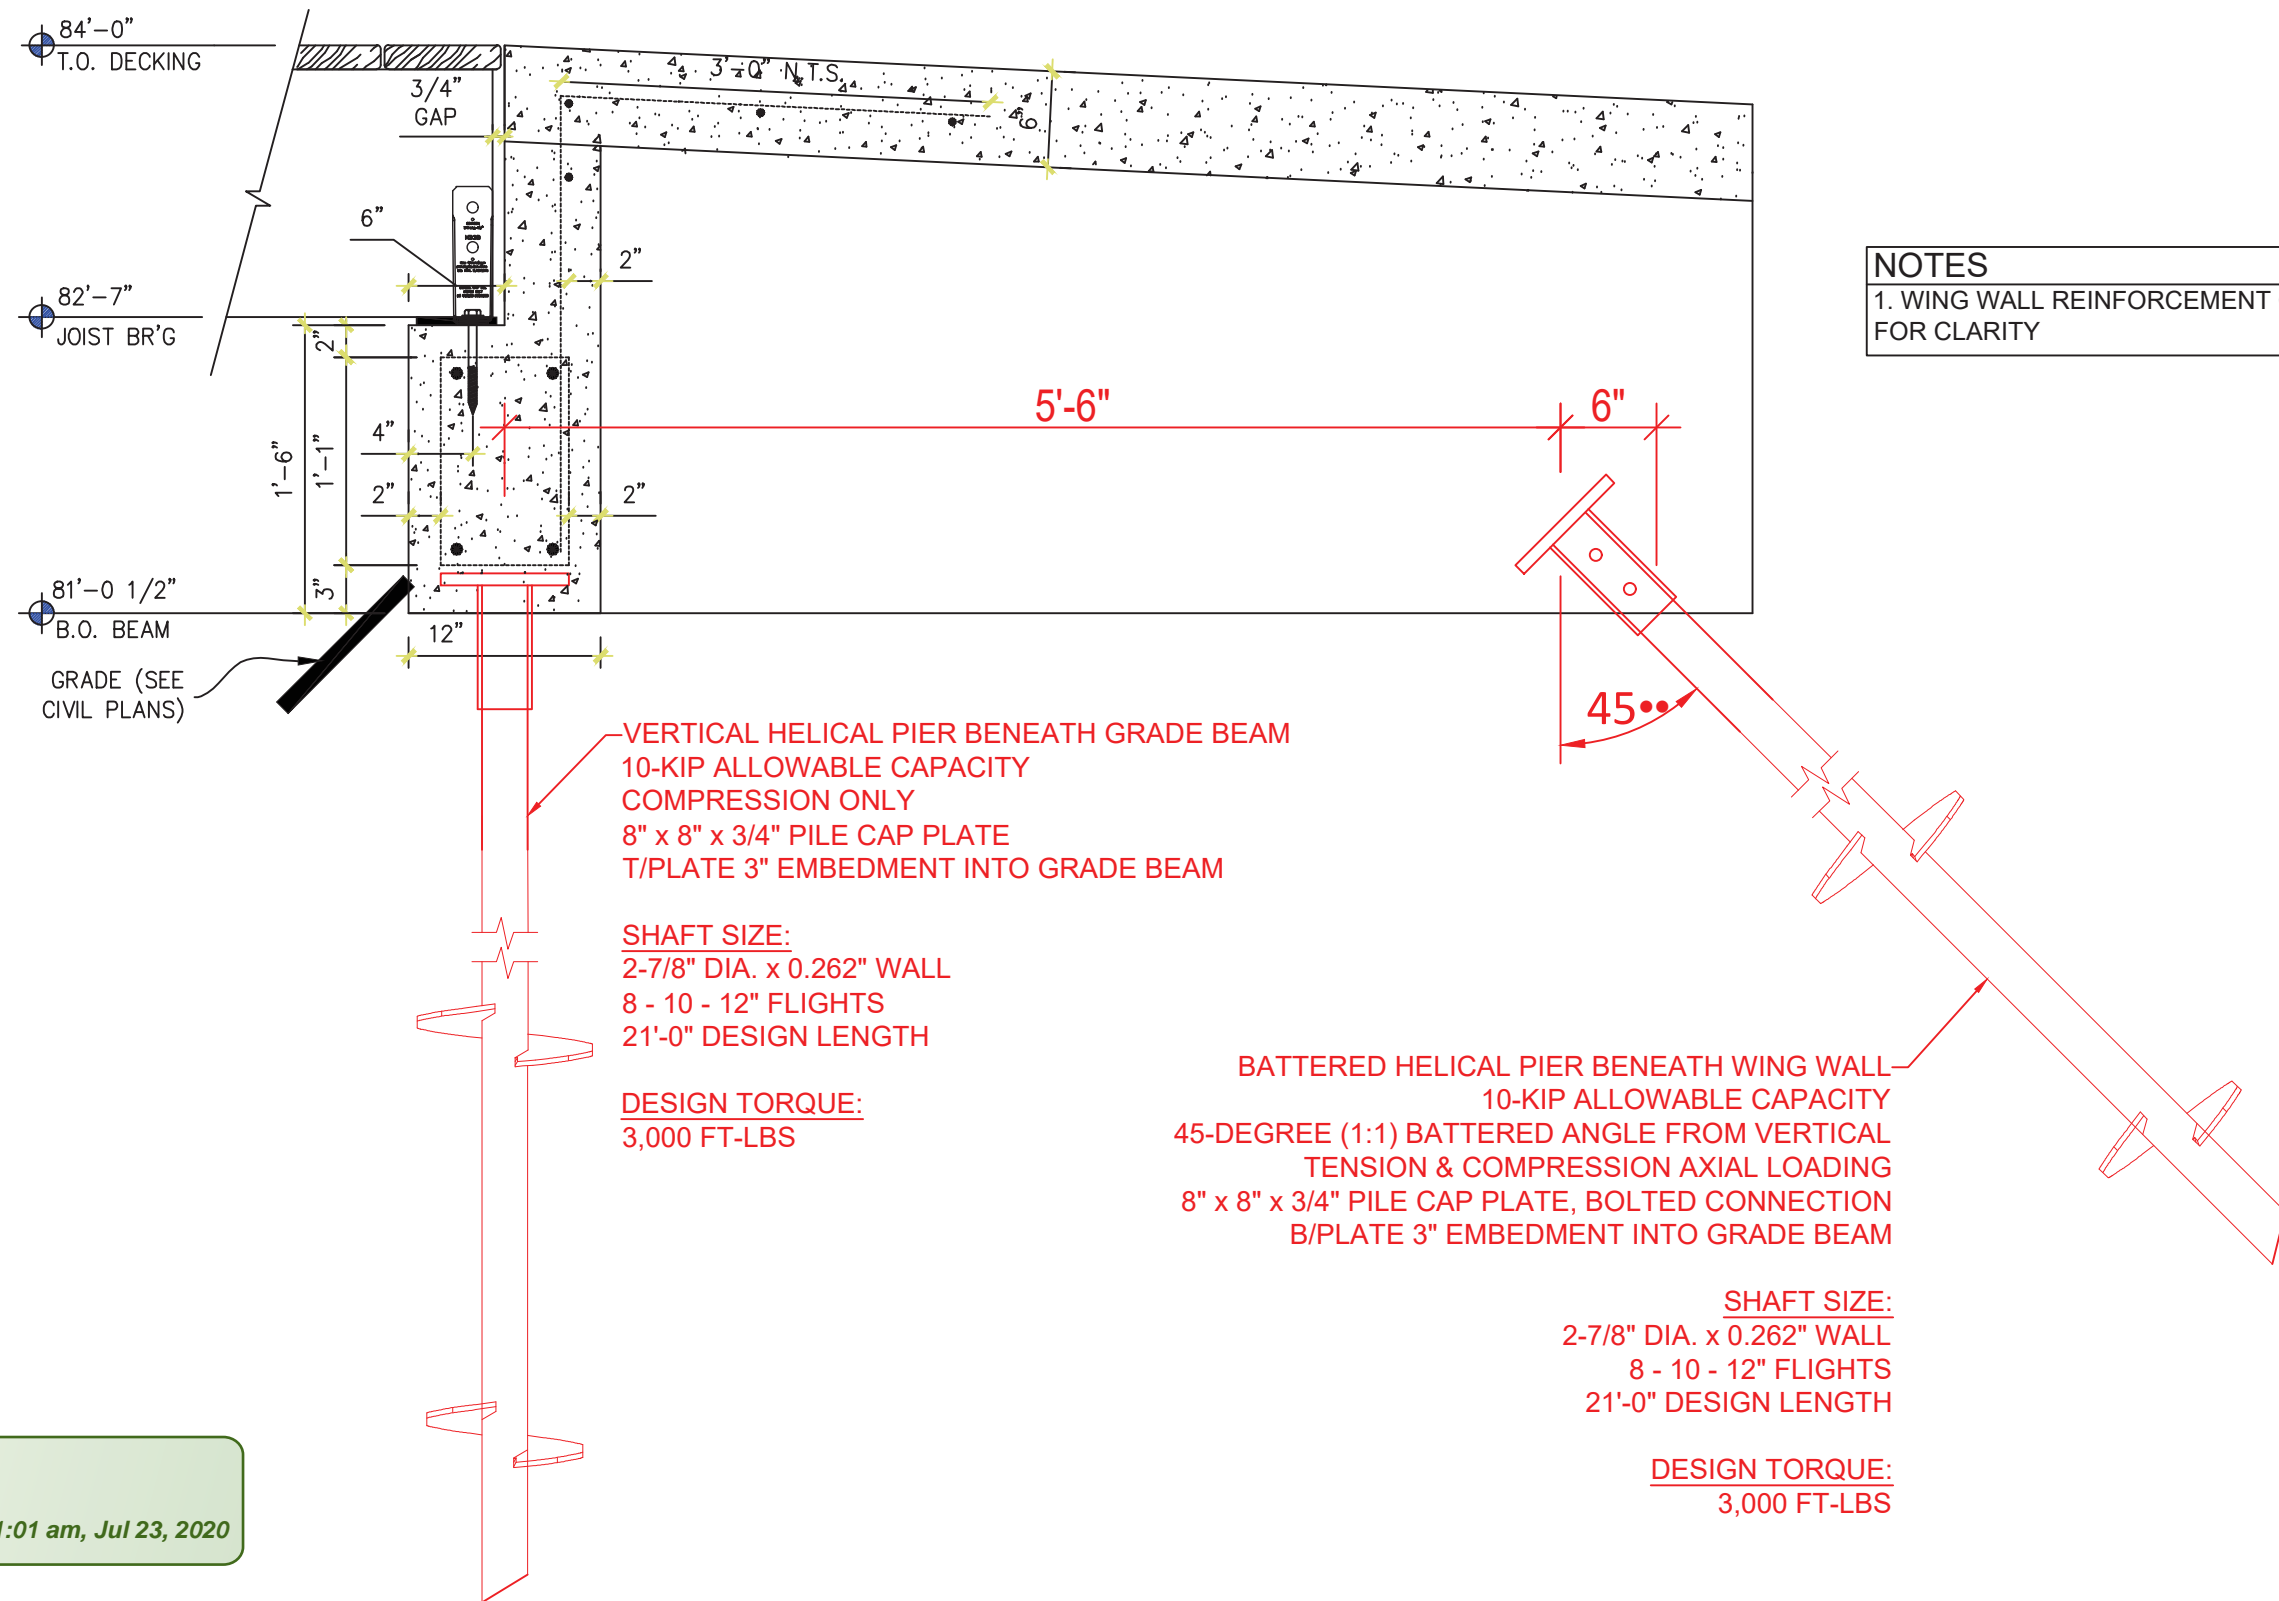 84'-0"
T.O. DECKING
3/4"
GAP
3'-0" N.T.S.
6"
6"
2"
82'-7"
JOIST BR'G
NOTES
1. WING WALL REINFORCEMENT
FOR CLARITY
2"
1'-6"
1'-1"
4"
2"
2"
3"
5'-6"
6"
81'-0 1/2"
B.O. BEAM
12"
GRADE (SEE
CIVIL PLANS)
45••
VERTICAL HELICAL PIER BENEATH GRADE BEAM
10-KIP ALLOWABLE CAPACITY
COMPRESSION ONLY
8" x 8" x 3/4" PILE CAP PLATE
T/PLATE 3" EMBEDMENT INTO GRADE BEAM
SHAFT SIZE:
2-7/8" DIA. x 0.262" WALL
8 - 10 - 12" FLIGHTS
21'-0" DESIGN LENGTH
DESIGN TORQUE:
3,000 FT-LBS
BATTERED HELICAL PIER BENEATH WING WALL
10-KIP ALLOWABLE CAPACITY
45-DEGREE (1:1) BATTERED ANGLE FROM VERTICAL
TENSION & COMPRESSION AXIAL LOADING
8" x 8" x 3/4" PILE CAP PLATE, BOLTED CONNECTION
B/PLATE 3" EMBEDMENT INTO GRADE BEAM
SHAFT SIZE:
2-7/8" DIA. x 0.262" WALL
8 - 10 - 12" FLIGHTS
21'-0" DESIGN LENGTH
DESIGN TORQUE:
3,000 FT-LBS
:01 am, Jul 23, 2020